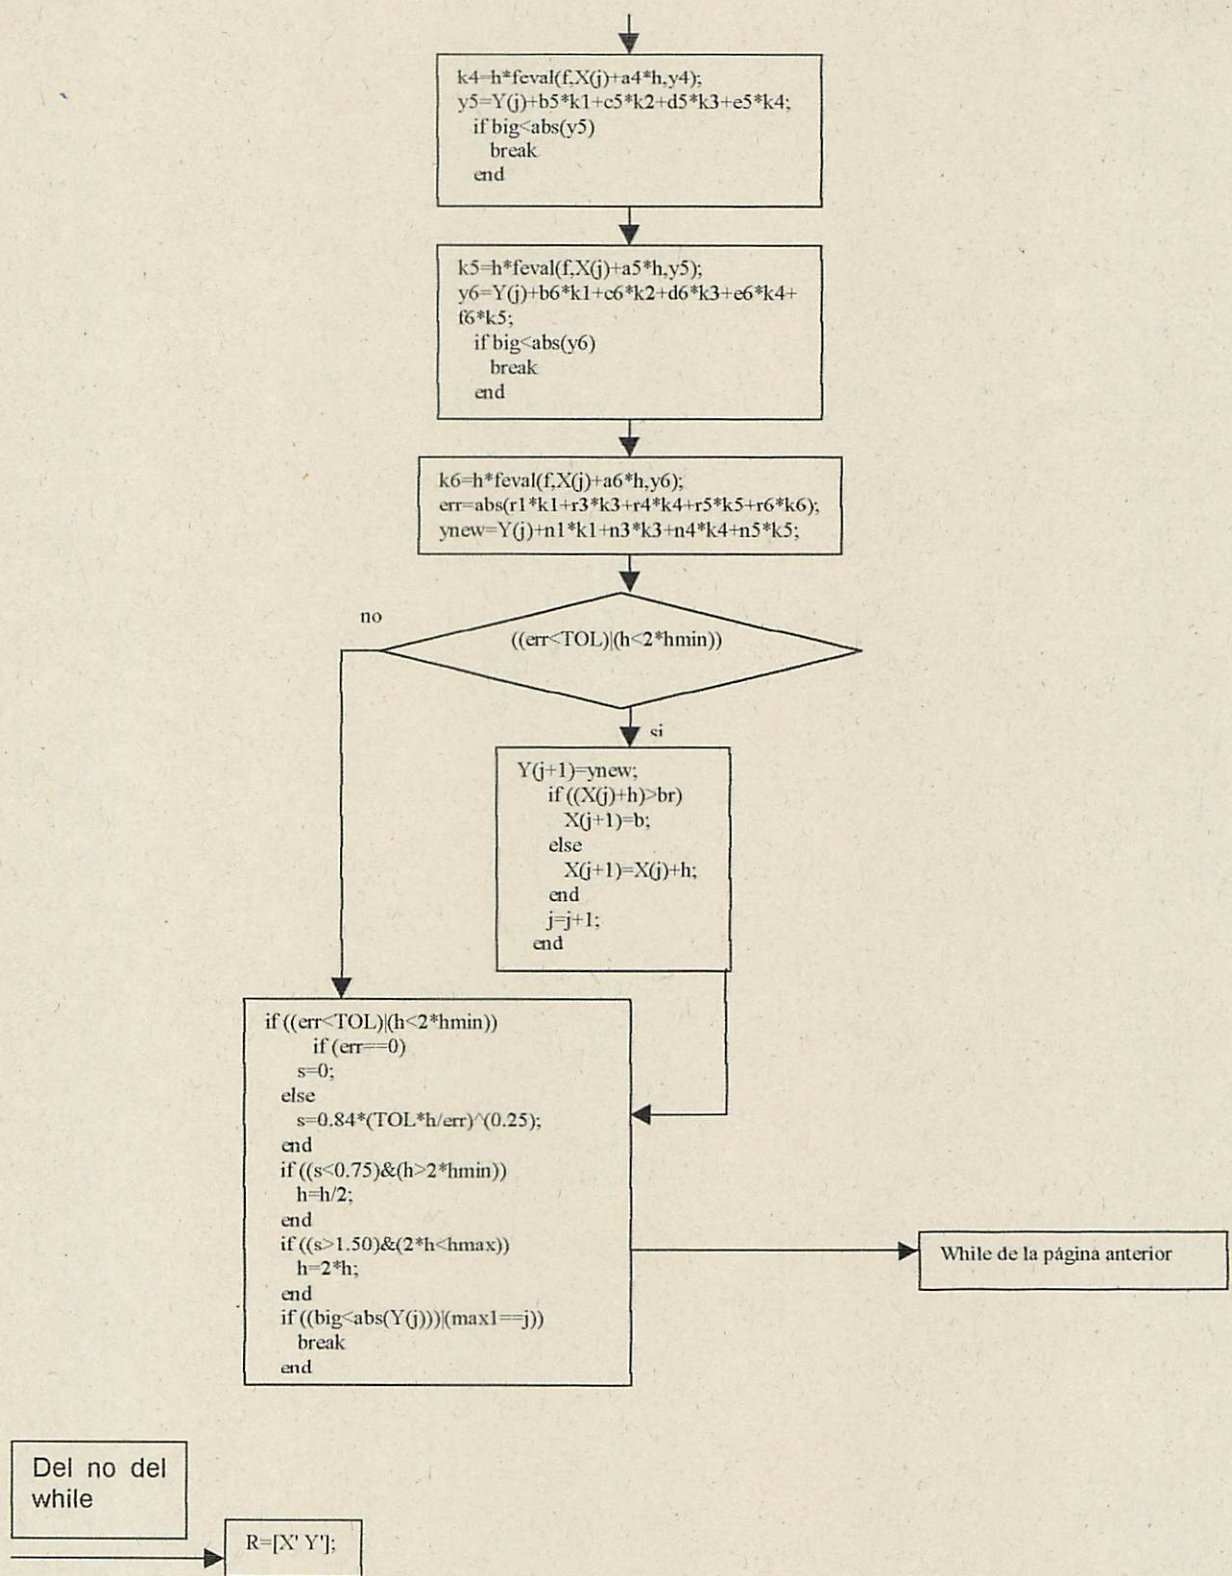 k4=h*feval(f,X(j)+a4*h,y4);
y5=Y(j)+b5*k1+c5*k2+d5*k3+e5*k4;
if big<abs(y5)
break
end
k5=h*feval(f,X(j)+a5*h,y5);
y6=Y(j)+b6*k1+c6*k2+d6*k3+e6*k4+
f6*k5;
if big<abs(y6)
break
end
k6=h*feval(f,X(j)+a6*h,y6);
err=abs(r1*k1+r3*k3+r4*k4+r5*k5+r6*k6);
ynew=Y(j)+n1*k1+n3*k3+n4*k4+n5*k5;
no
((err<TOL)|(h<2*hmin))
si
Y(j+1)=ynew;
if ((X(j)+h)>br)
X(j+1)=b;
else
X(j+1)=X(j)+h;
end
j=j+1;
end
if ((err<TOL)|(h<2*hmin))
if (err==0)
s=0;
else
s=0.84*(TOL*h/err)^(0.25);
end
if ((s<0.75)&(h>2*hmin))
h=h/2;
end
if ((s>1.50)&(2*h<hmax))
h=2*h;
end
if ((big<abs(Y(j)))|(max1==j))
break
end
While de la página anterior
Del no del
while
R=[X' Y'];